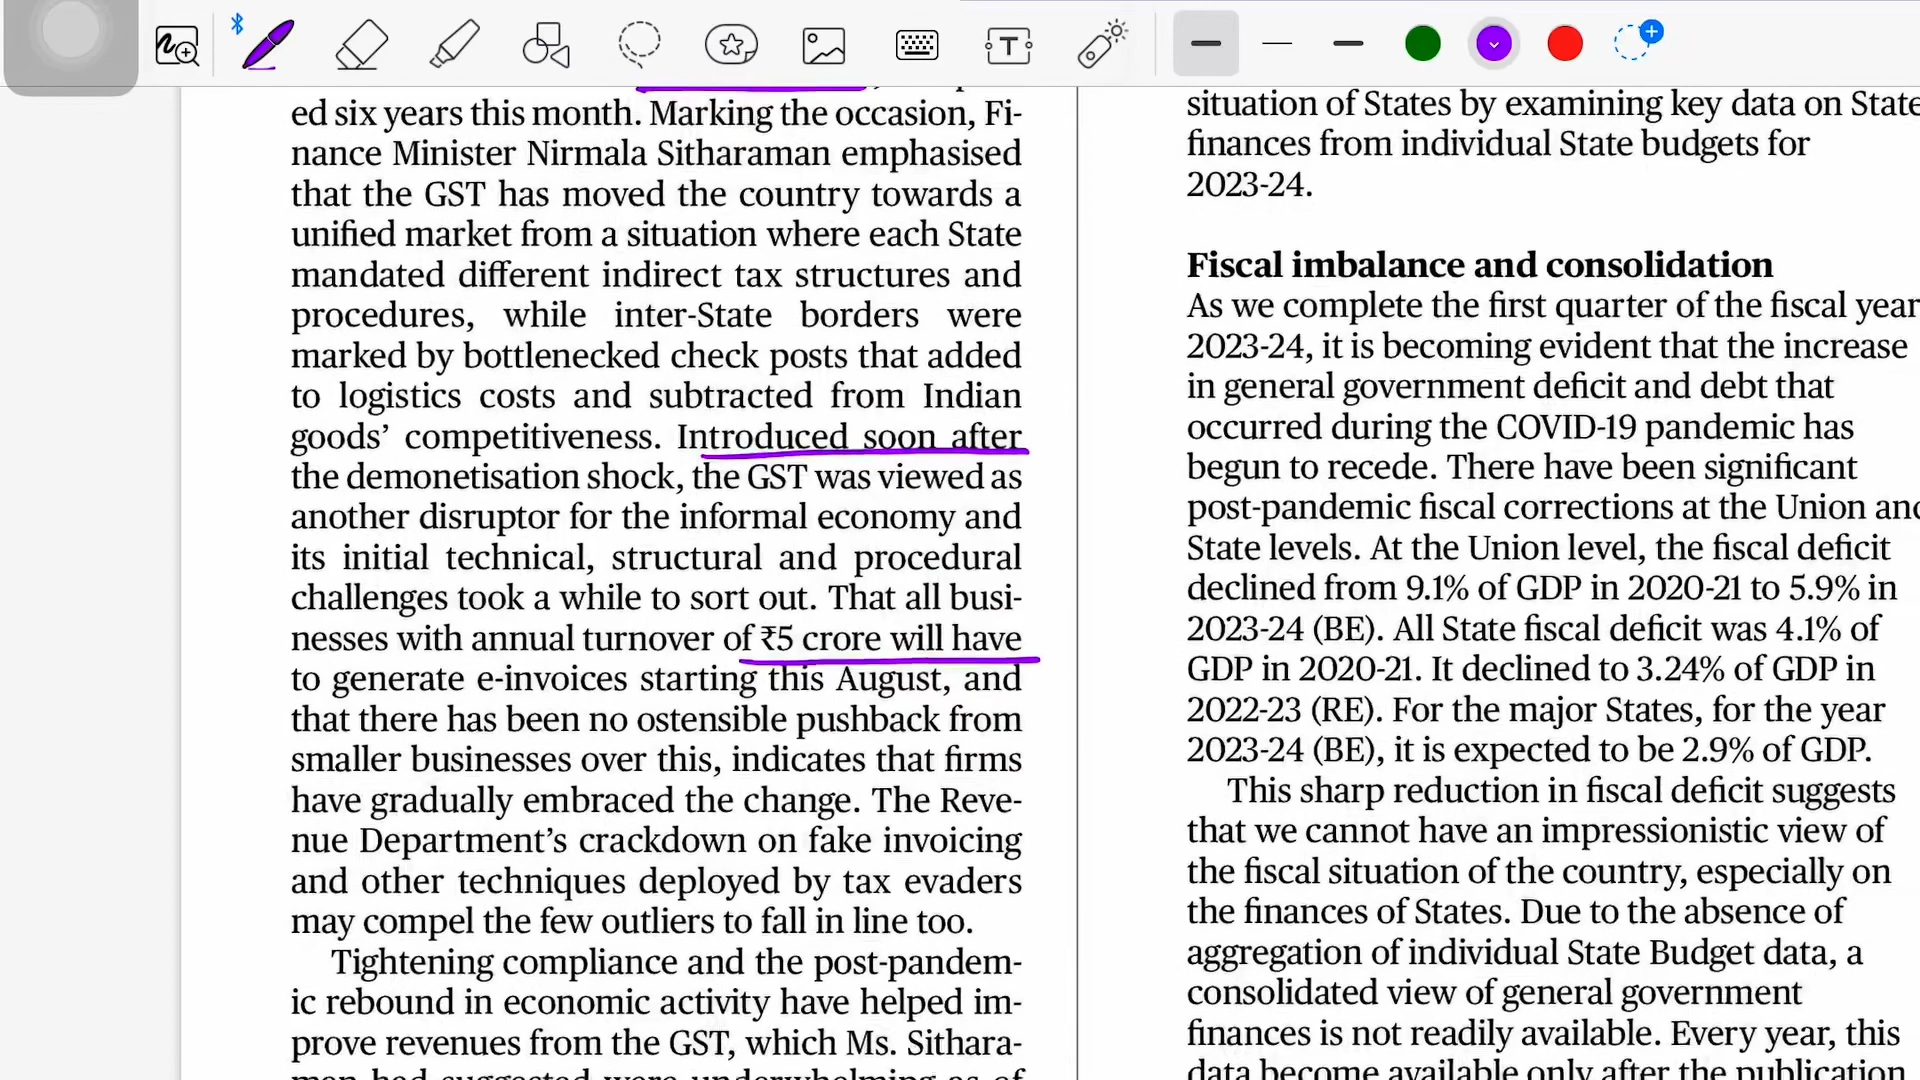 T
ed six years this month. Marking the occasion, Fi-
nance Minister Nirmala Sitharaman emphasised
that the GST has moved the country towards a
unified market from a situation where each State
mandated different indirect tax structures and
procedures, while inter-State borders were
marked by bottlenecked check posts that added
to logistics costs and subtracted from Indian
goods’ competitiveness. Introduced soon after
the demonetisation shock, the GST was viewed as
another disruptor for the informal economy and
its initial technical, structural and procedural
challenges took a while to sort out. That all busi-
nesses with annual turnover of ₹5 crore will have
to generate e-invoices starting this August, and
that there has been no ostensible pushback from
smaller businesses over this, indicates that firms
have gradually embraced the change. The Reve-
nue Department’s crackdown on fake invoicing
and other techniques deployed by tax evaders
may compel the few outliers to fall in line too.
Tightening compliance and the post-pandem-
ic rebound in economic activity have helped im-
prove revenues from the GST, which Ms. Sithara-
man had suggested were underwhelming as of
situation of States by examining key data on State
finances from individual State budgets for
2023-24.
Fiscal imbalance and consolidation
As we complete the first quarter of the fiscal year
2023-24, it is becoming evident that the increase
in general government deficit and debt that
occurred during the COVID-19 pandemic has
begun to recede. There have been significant
post-pandemic fiscal corrections at the Union and
State levels. At the Union level, the fiscal deficit
declined from 9.1% of GDP in 2020-21 to 5.9% in
2023-24 (BE). All State fiscal deficit was 4.1% of
GDP in 2020-21. It declined to 3.24% of GDP in
2022-23 (RE). For the major States, for the year
2023-24 (BE), it is expected to be 2.9% of GDP.
This sharp reduction in fiscal deficit suggests
that we cannot have an impressionistic view of
the fiscal situation of the country, especially on
the finances of States. Due to the absence of
aggregation of individual State Budget data, a
consolidated view of general government
finances is not readily available. Every year, this
data become available only after the publication